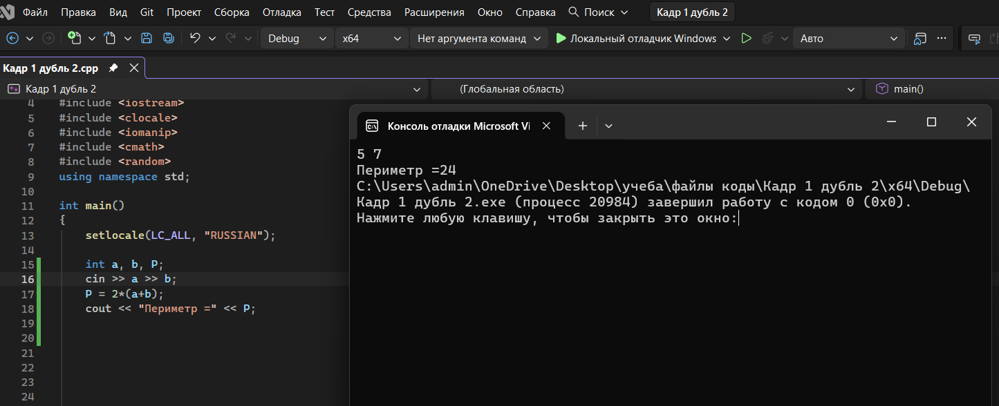 Файл Правка Вид Git Проект Сборка Отладка Тест Средства Расширения Окно Справка Поиск Кадр 1 дубль 2
Debug x64 Нет аргумента команд Локальный отладчик Windows Авто
Кадр 1 дубль 2.cpp
Кадр 1 дубль 2 (Глобальная область) main()
4 #include <iostream>
5 #include <clocale>
6 #include <iomanip>
7 #include <cmath>
8 #include <random>
9 using namespace std;
10
11 int main()
12 {
13 setlocale(LC_ALL, "RUSSIAN");
14
15 int a, b, P;
16 cin >> a >> b;
17 P = 2*(a+b);
18 cout << "Периметр =" << P;
19
20
21
22
23
24
Консоль отладки Microsoft Vi
5 7
Периметр =24
C:\Users\admin\OneDrive\Desktop\учеба\файлы коды\Кадр 1 дубль 2\x64\Debug\
Кадр 1 дубль 2.exe (процесс 20984) завершил работу с кодом 0 (0x0).
Нажмите любую клавишу, чтобы закрыть это окно: